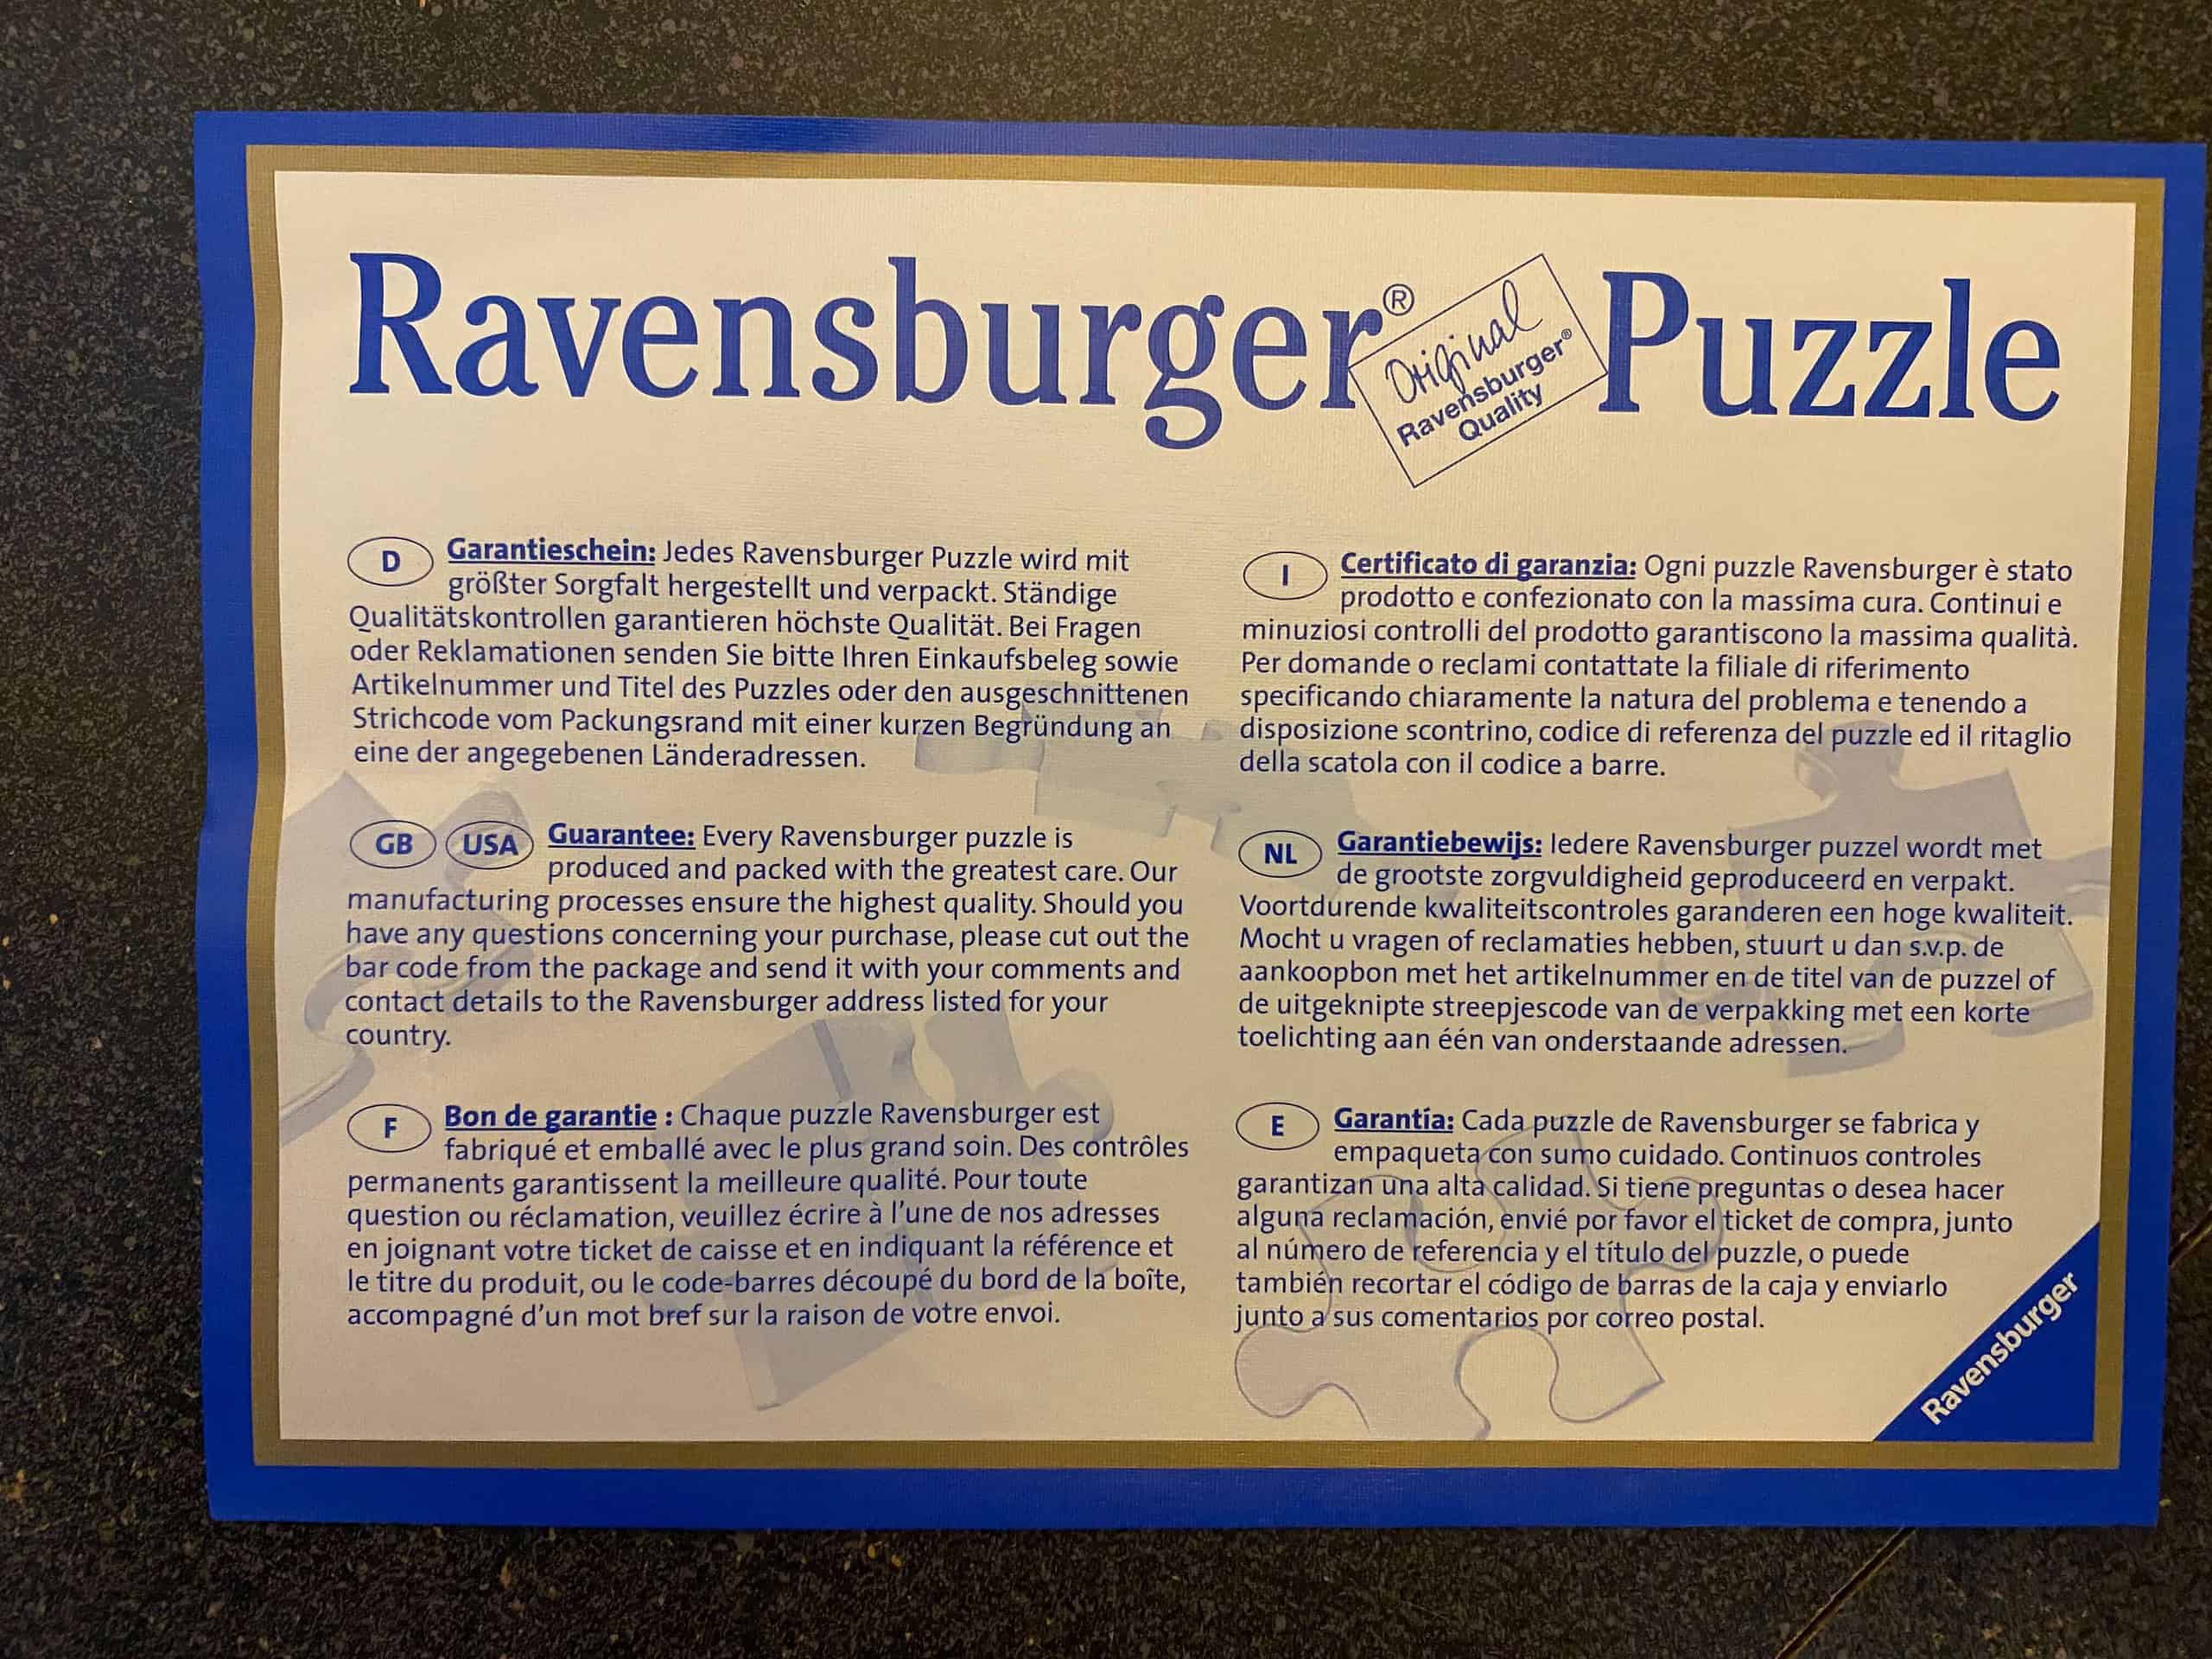 Ravensburger® Puzzle
Original
Ravensburger®
Quality
D Garantieschein: Jedes Ravensburger Puzzle wird mit
größter Sorgfalt hergestellt und verpackt. Ständige
Qualitätskontrollen garantieren höchste Qualität. Bei Fragen
oder Reklamationen senden Sie bitte Ihren Einkaufsbeleg sowie
Artikelnummer und Titel des Puzzles oder den ausgeschnittenen
Strichcode vom Packungsrand mit einer kurzen Begründung an
eine der angegebenen Länderadressen.
GB USA Guarantee: Every Ravensburger puzzle is
produced and packed with the greatest care. Our
manufacturing processes ensure the highest quality. Should you
have any questions concerning your purchase, please cut out the
bar code from the package and send it with your comments and
contact details to the Ravensburger address listed for your
country.
F Bon de garantie : Chaque puzzle Ravensburger est
fabriqué et emballé avec le plus grand soin. Des contrôles
permanents garantissent la meilleure qualité. Pour toute
question ou réclamation, veuillez écrire à l'une de nos adresses
en joignant votre ticket de caisse et en indiquant la référence et
le titre du produit, ou le code-barres découpé du bord de la boîte,
accompagné d'un mot bref sur la raison de votre envoi.
I Certificato di garanzia: Ogni puzzle Ravensburger è stato
prodotto e confezionato con la massima cura. Continui e
minuziosi controlli del prodotto garantiscono la massima qualità.
Per domande o reclami contattate la filiale di riferimento
specificando chiaramente la natura del problema e tenendo a
disposizione scontrino, codice di referenza del puzzle ed il ritaglio
della scatola con il codice a barre.
NL Garantiebewijs: Iedere Ravensburger puzzel wordt met
de grootste zorgvuldigheid geproduceerd en verpakt.
Voortdurende kwaliteitscontroles garanderen een hoge kwaliteit.
Mocht u vragen of reclamaties hebben, stuurt u dan s.v.p. de
aankoopbon met het artikelnummer en de titel van de puzzel of
de uitgeknipte streepjescode van de verpakking met een korte
toelichting aan één van onderstaande adressen.
E Garantía: Cada puzzle de Ravensburger se fabrica y
empaqueta con sumo cuidado. Continuos controles
garantizan una alta calidad. Si tiene preguntas o desea hacer
alguna reclamación, envié por favor el ticket de compra, junto
al número de referencia y el título del puzzle, o puede
también recortar el código de barras de la caja y enviarlo
junto a sus comentarios por correo postal.
Ravensburger